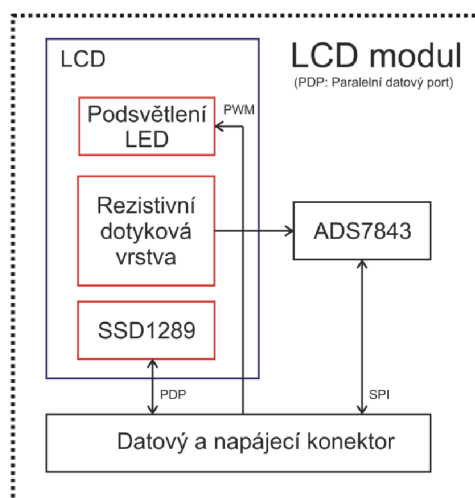 LCD
LCD modul
(PDP: Paralelní datový port)
Podsvětlení
LED
PWM
Rezistivní
dotyková
vrstva
ADS7843
SSD1289
PDP
SPI
Datový a napájecí konektor